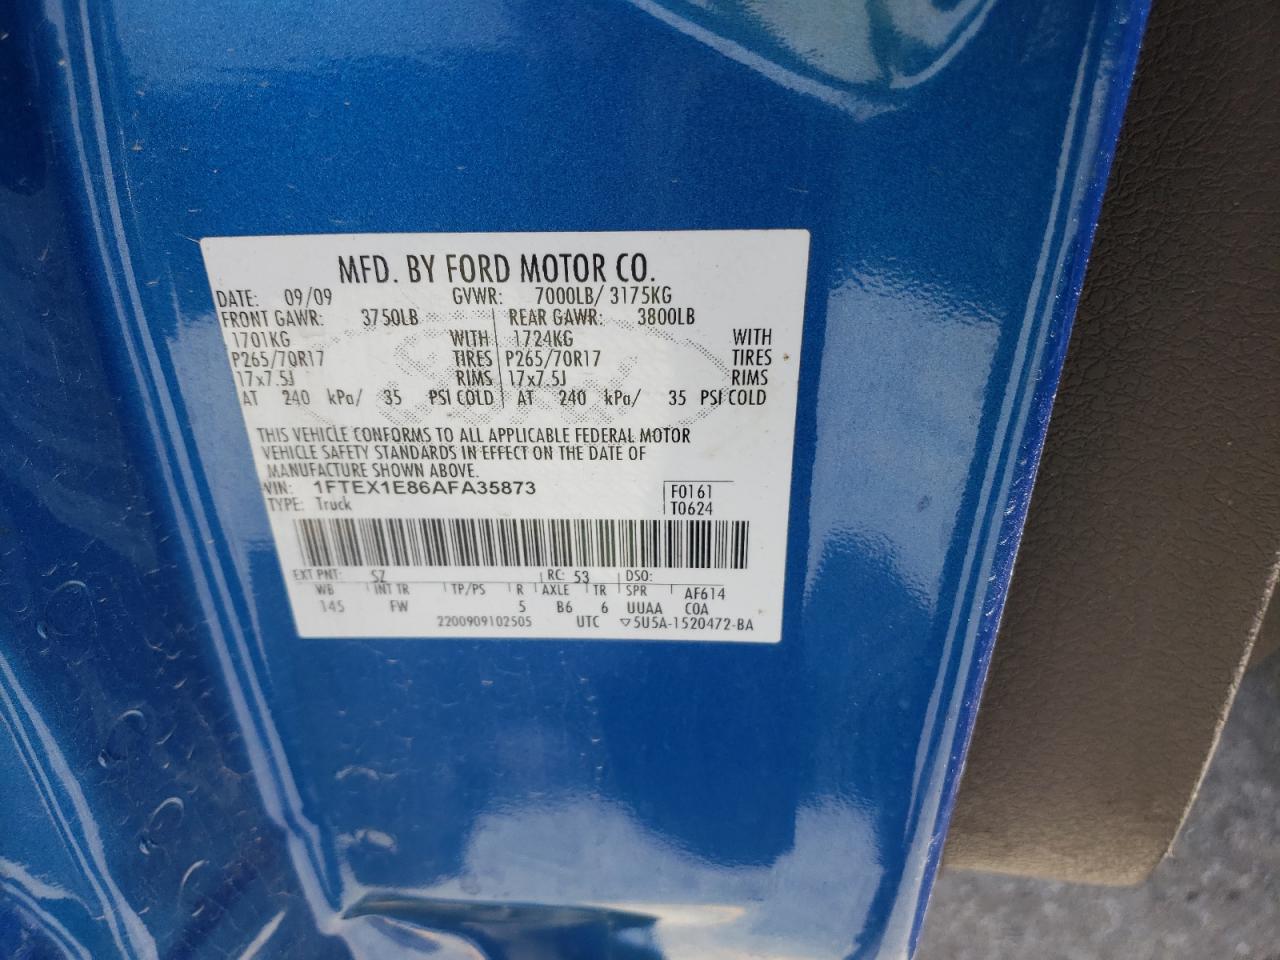 MFD. BY FORD MOTOR CO.
DATE: 09/09 GVWR: 7000LB/ 3175KG
FRONT GAWR: 3750LB REAR GAWR: 3800LB
1701KG WITH 1724KG WITH
P265/70R17 TIRES P265/70R17 TIRES
17x7.5J RIMS 17x7.5J RIMS
AT 240 kPa/ 35 PSI COLD AT 240 kPa/ 35 PSI COLD
THIS VEHICLE CONFORMS TO ALL APPLICABLE FEDERAL MOTOR
VEHICLE SAFETY STANDARDS IN EFFECT ON THE DATE OF
MANUFACTURE SHOWN ABOVE.
VIN: 1FTEX1E86AFA35873 F0161
TYPE: Truck T0624
EXT PNT: SZ RC: 53 DSO:
WB INT TR TP/PS R AXLE TR SPR AF614
145 FW 5 B6 6 UUAA COA
2200909102505 UTC ▽5U5A-1520472-BA